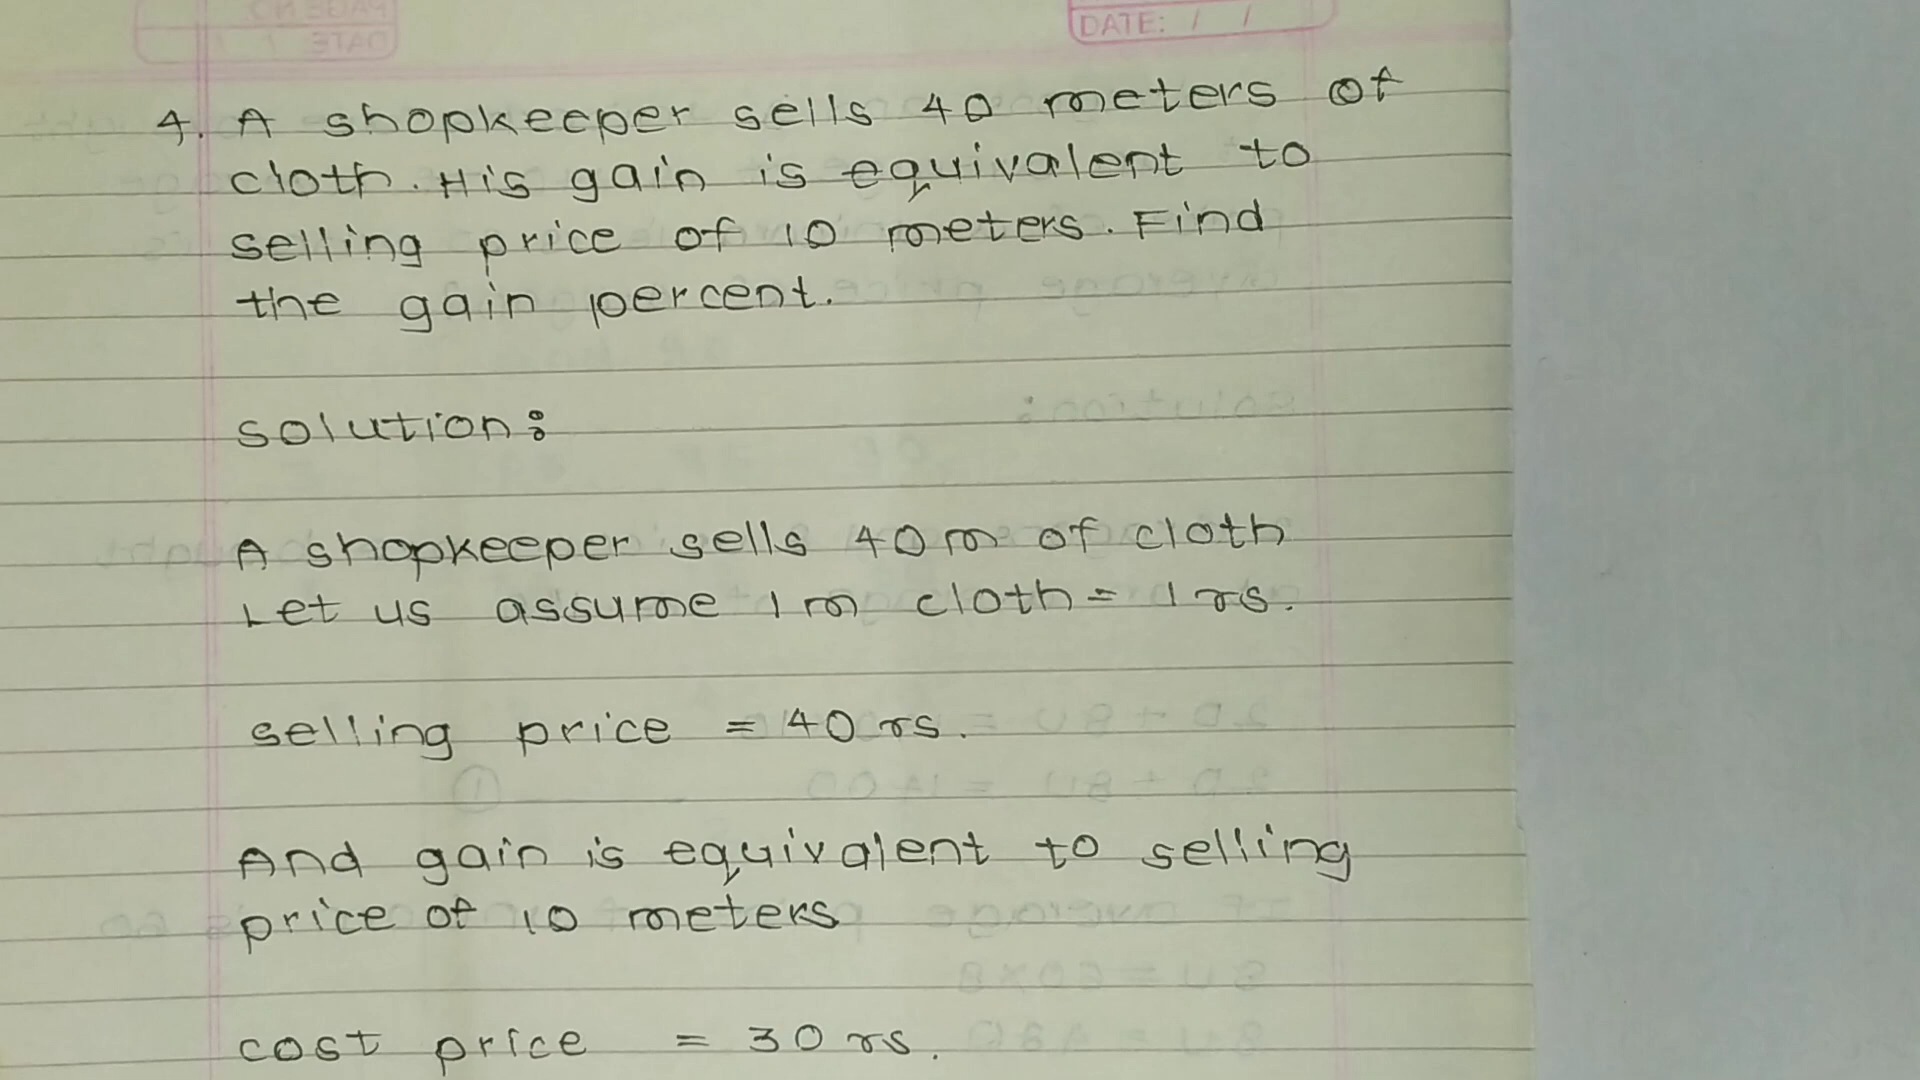 DATE: / /
4. A shopkeeper sells 40 meters of
cloth. His gain is equivalent to
selling price of 10 meters. Find
the gain percent.
solution:
A shopkeeper sells 40 m of cloth
Let us assume 1 m cloth = 1 rs.
selling price = 40 rs.
And gain is equivalent to selling
price of 10 meters
cost price = 30 rs.